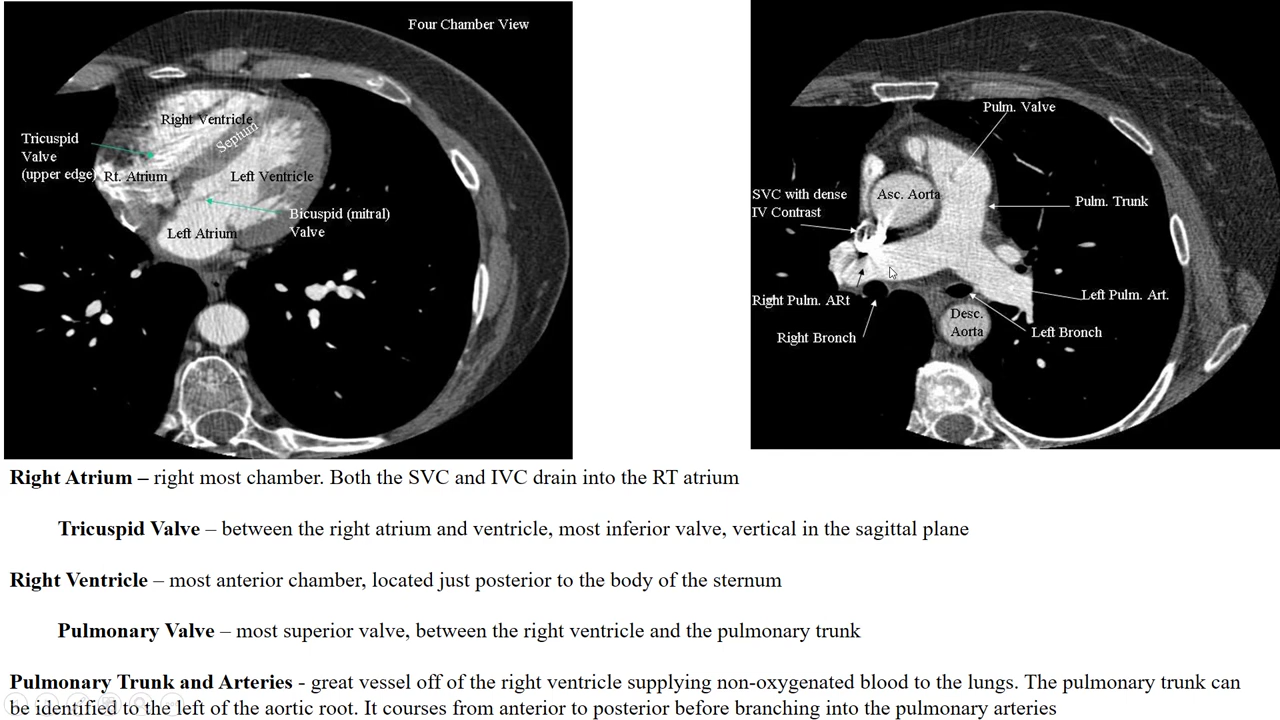 Four Chamber View
Right Ventricle
Septum
Tricuspid
Valve
(upper edge)
Rt. Atrium
Left Ventricle
Bicuspid (mitral)
Valve
Left Atrium
Pulm. Valve
SVC with dense
IV Contrast
Asc. Aorta
Pulm. Trunk
Right Pulm. ARt
Left Pulm. Art.
Desc.
Aorta
Right Bronch
Left Bronch
Right Atrium – right most chamber. Both the SVC and IVC drain into the RT atrium
Tricuspid Valve – between the right atrium and ventricle, most inferior valve, vertical in the sagittal plane
Right Ventricle – most anterior chamber, located just posterior to the body of the sternum
Pulmonary Valve – most superior valve, between the right ventricle and the pulmonary trunk
Pulmonary Trunk and Arteries - great vessel off of the right ventricle supplying non-oxygenated blood to the lungs. The pulmonary trunk can
be identified to the left of the aortic root. It courses from anterior to posterior before branching into the pulmonary arteries